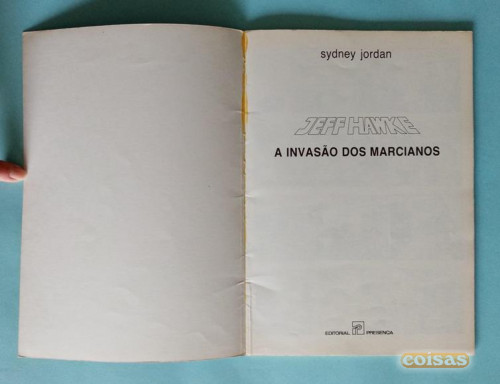 sydney jordan
JEFF HAWKE
A INVASÃO DOS MARCIANOS
EDITORIAL PRESENÇA
coisas